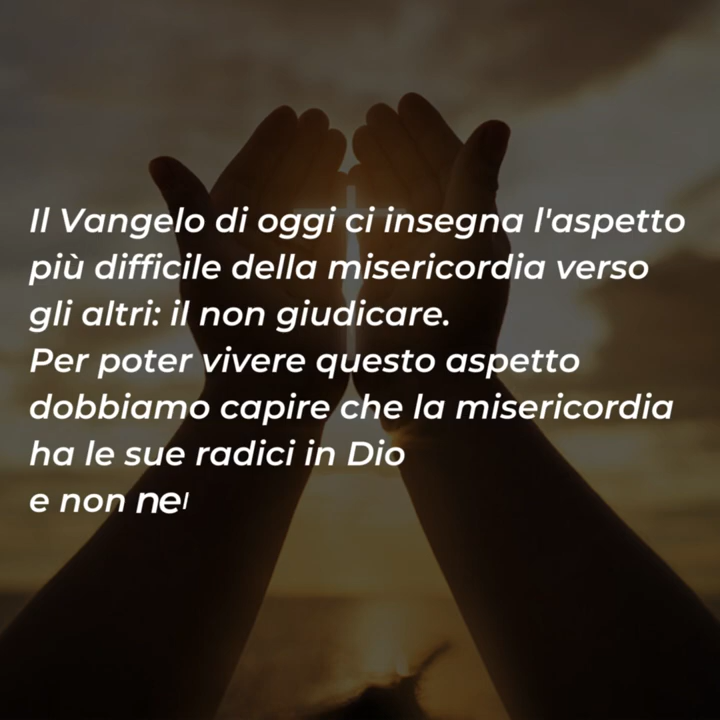 Il Vangelo di oggi ci insegna l'aspetto
più difficile della misericordia verso
gli altri: il non giudicare.
Per poter vivere questo aspetto
dobbiamo capire che la misericordia
ha le sue radici in Dio
e non